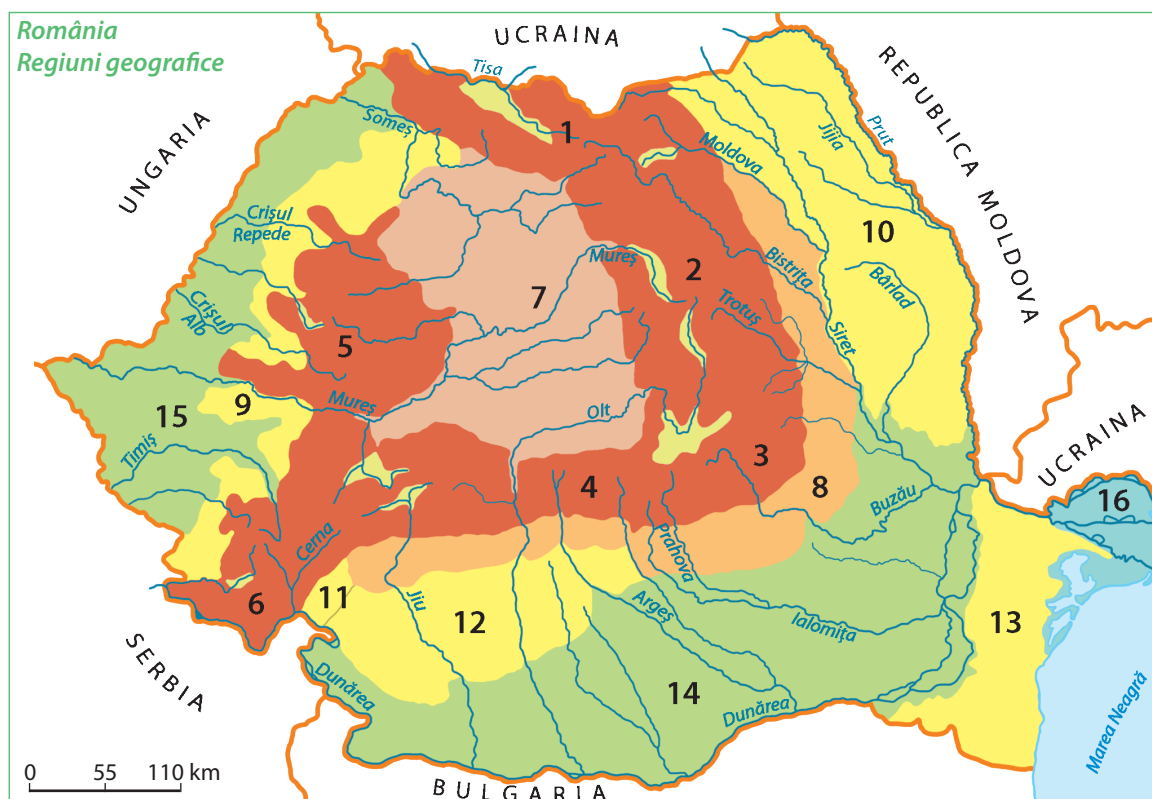 România
Regiuni geografice
UCRAINA
Tisa
REPUBLICA MOLDOVA
UNGARIA
Someș
1
Moldova
Jijia
Prut
Crișul
Repede
10
Mureș
2
Bistrița
Bârlad
7
Trotuș
Crișul
Alb
Siret
5
9
Mureș
15
Olt
Timiș
3
UCRAINA
4
8
Buzău
16
Cerna
Prahova
6
11
Jiu
12
Argeș
Ialomița
13
SERBIA
Dunărea
14
Dunărea
Marea Neagră
0 55 110 km
BULGARIA